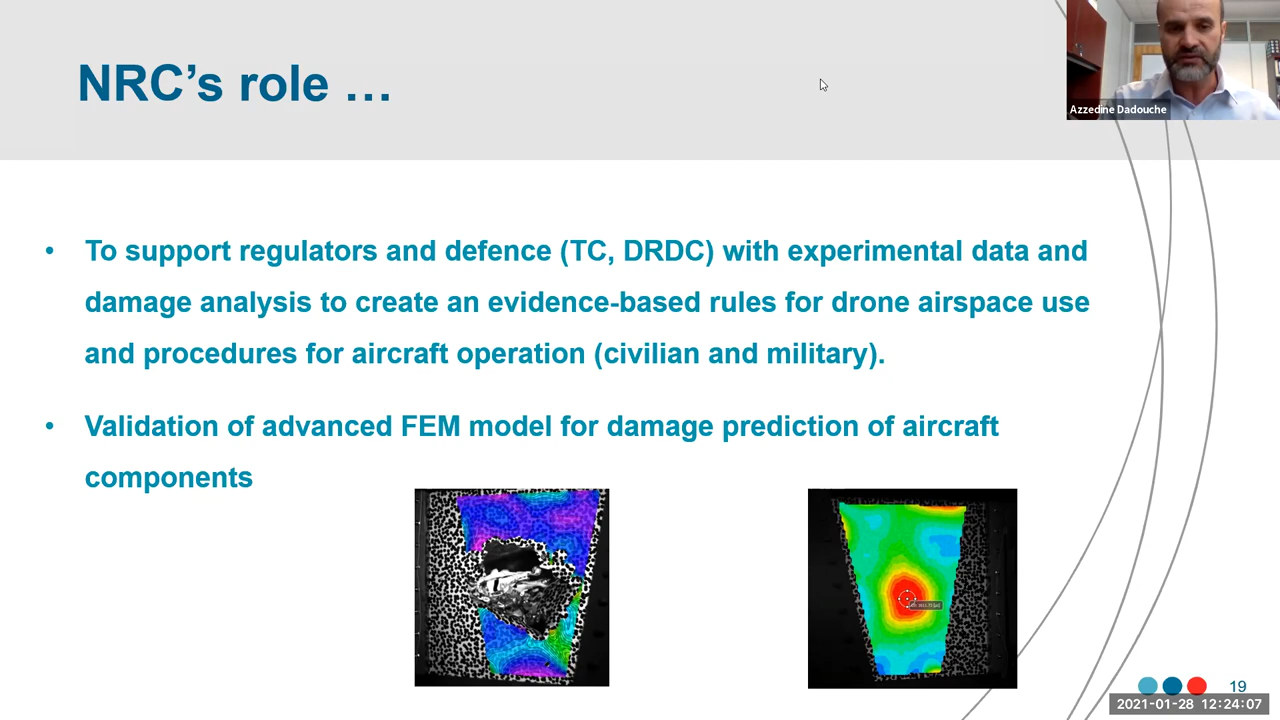 NRC’s role …
Azzedine Dadouche
• To support regulators and defence (TC, DRDC) with experimental data and
damage analysis to create an evidence-based rules for drone airspace use
and procedures for aircraft operation (civilian and military).
• Validation of advanced FEM model for damage prediction of aircraft
components
19
2021-01-28 12:24:07